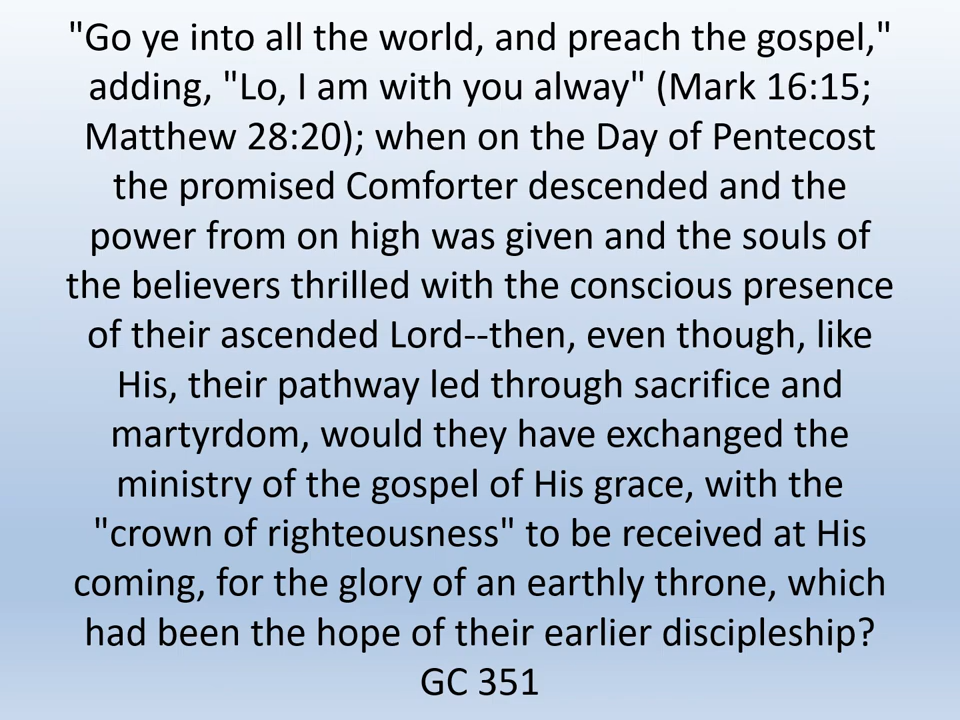 "Go ye into all the world, and preach the gospel,"
adding, "Lo, I am with you alway" (Mark 16:15;
Matthew 28:20); when on the Day of Pentecost
the promised Comforter descended and the
power from on high was given and the souls of
the believers thrilled with the conscious presence
of their ascended Lord--then, even though, like
His, their pathway led through sacrifice and
martyrdom, would they have exchanged the
ministry of the gospel of His grace, with the
"crown of righteousness" to be received at His
coming, for the glory of an earthly throne, which
had been the hope of their earlier discipleship?
GC 351